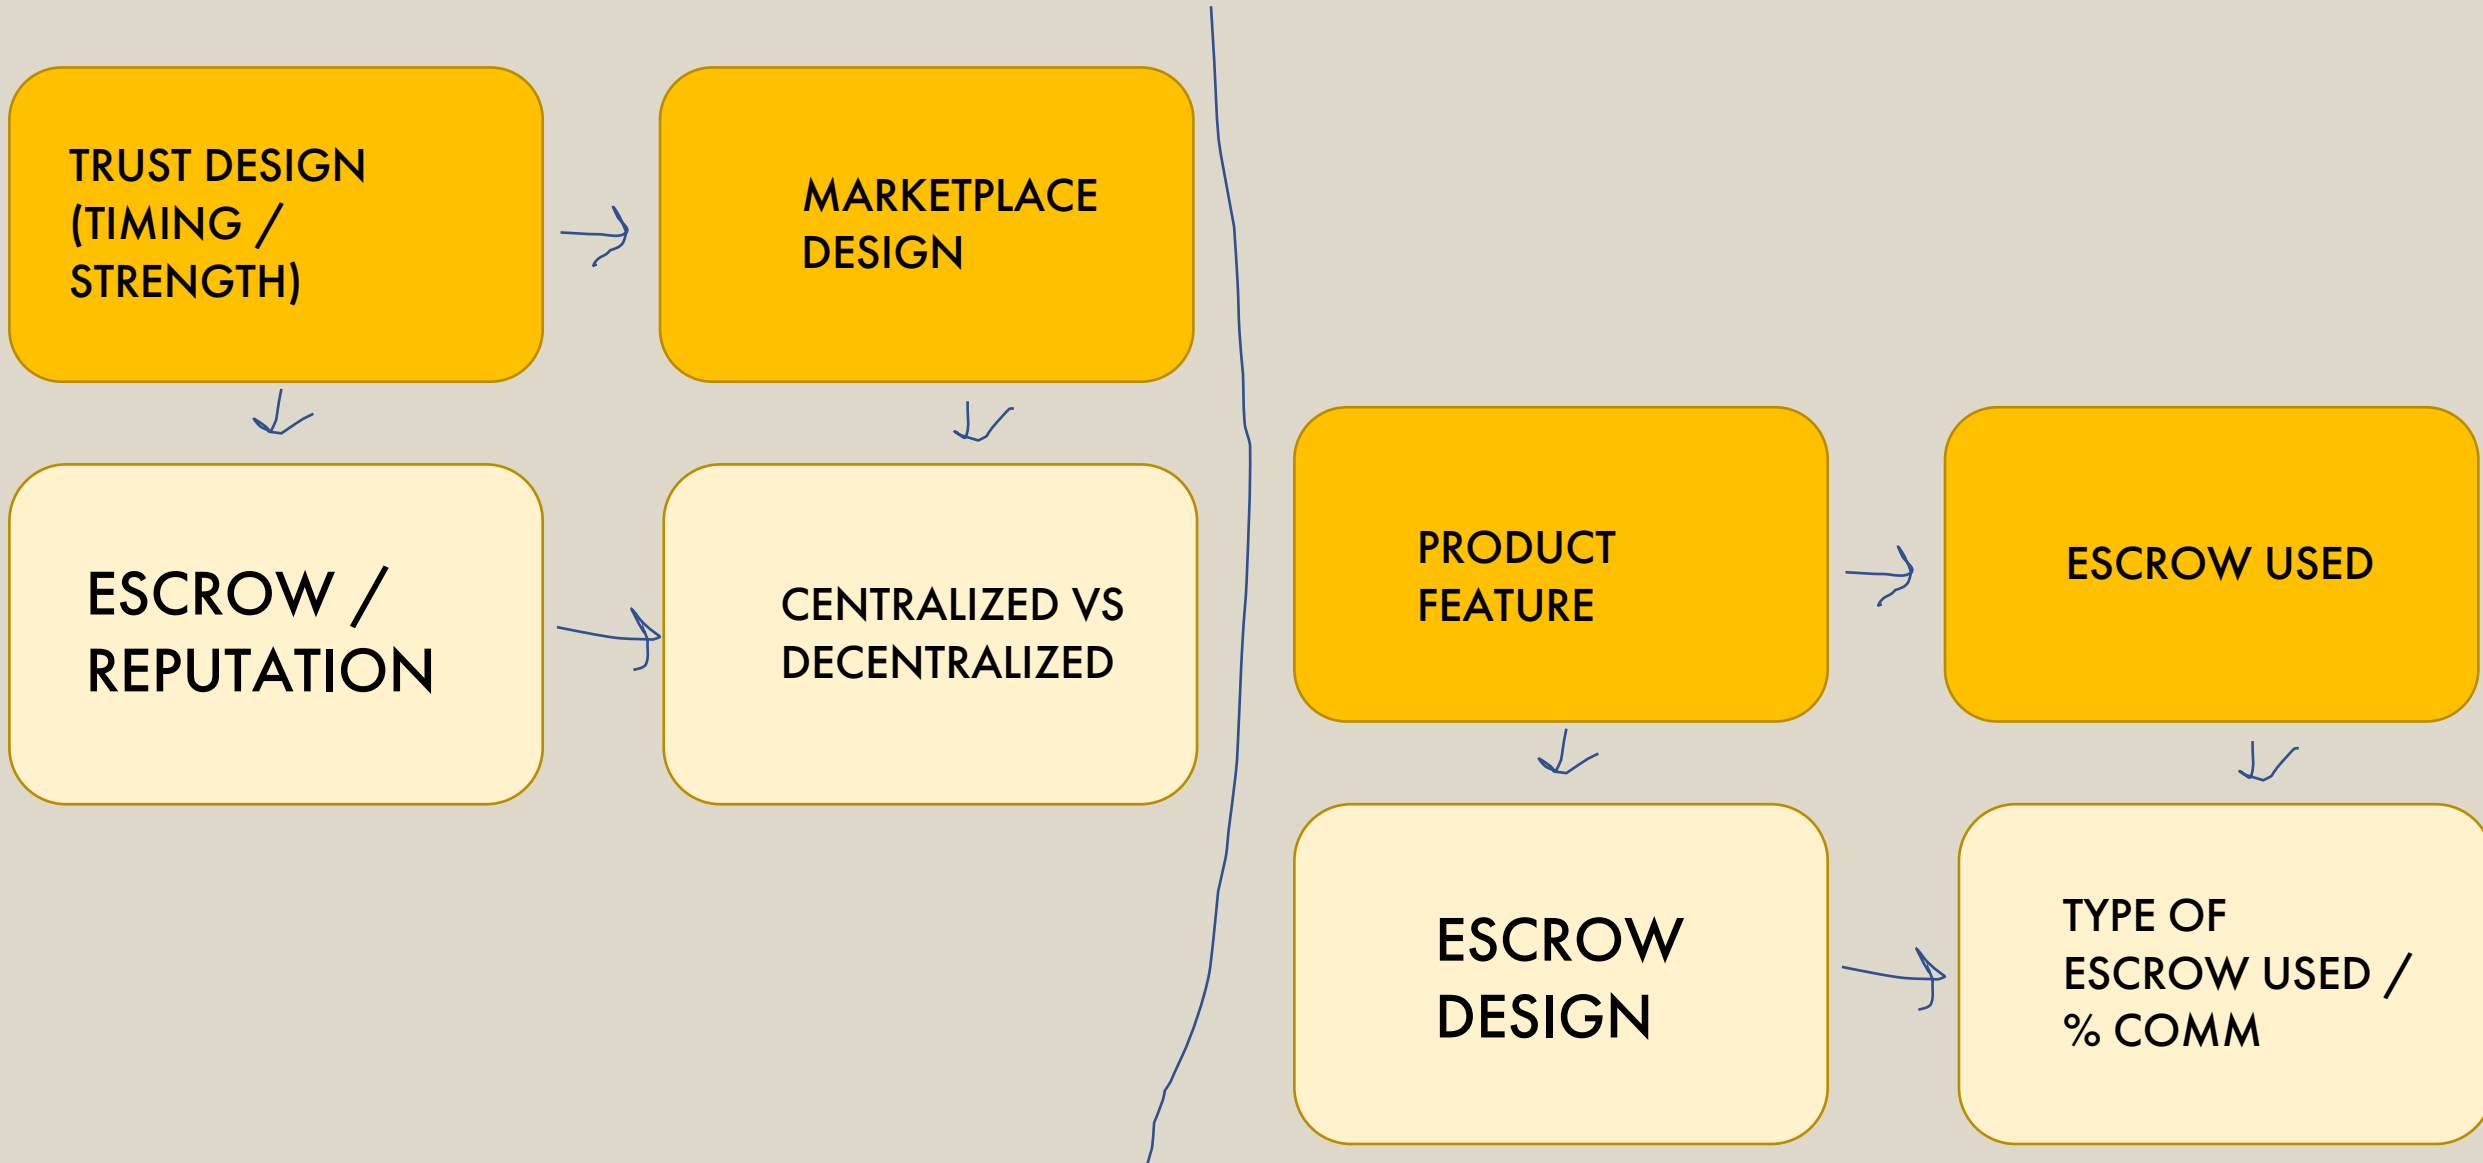 TRUST DESIGN
(TIMING /
STRENGTH)
MARKETPLACE
DESIGN
ESCROW /
REPUTATION
CENTRALIZED VS
DECENTRALIZED
PRODUCT
FEATURE
ESCROW USED
ESCROW
DESIGN
TYPE OF
ESCROW USED /
% COMM